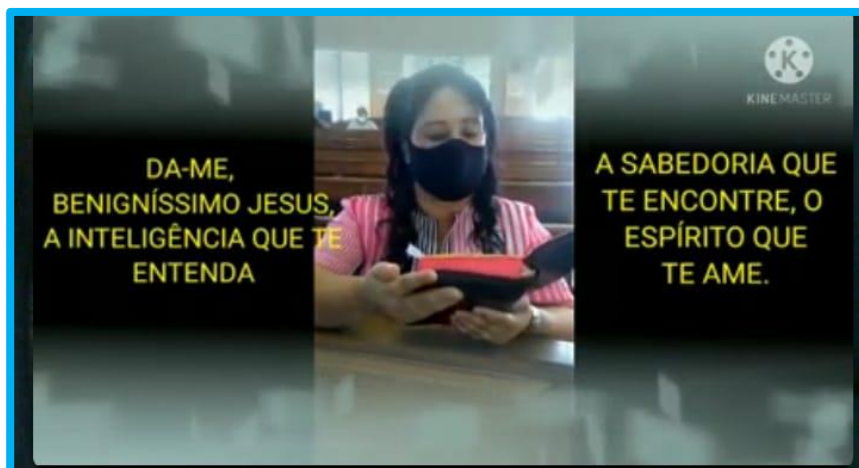 DA-ME,
BENIGNÍSSIMO JESUS,
A INTELIGÊNCIA QUE TE
ENTENDA
A SABEDORIA QUE
TE ENCONTRE, O
ESPÍRITO QUE
TE AME.
K
KINEMASTER